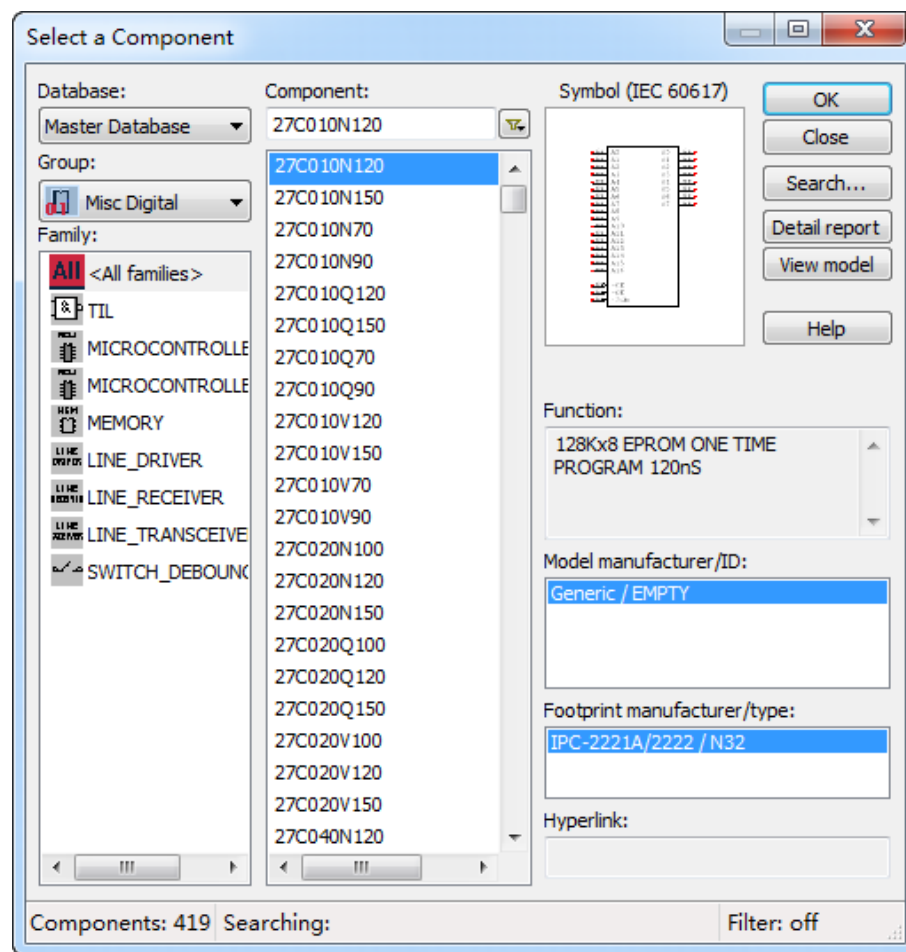 Select a Component
Database:
Master Database
Group:
Misc Digital
Family:
All <All families>
& TIL
MICROCONTROLLE
MICROCONTROLLE
MEMORY
LINE_DRIVER
LINE_RECEIVER
LINE_TRANSCEIVE
SWITCH_DEBOUN
Component:
27C010N120
27C010N120
27C010N150
27C010N70
27C010N90
27C010Q120
27C010Q150
27C010Q70
27C010Q90
27C010V120
27C010V150
27C010V70
27C010V90
27C020N100
27C020N120
27C020N150
27C020Q100
27C020Q120
27C020Q150
27C020V100
27C020V120
27C020V150
27C040N120
Symbol (IEC 60617)
Function:
128Kx8 EPROM ONE TIME
PROGRAM 120nS
Model manufacturer/ID:
Generic / EMPTY
Footprint manufacturer/type:
IPC-2221A/2222 / N32
Hyperlink:
OK
Close
Search...
Detail report
View model
Help
Components: 419 Searching: Filter: off